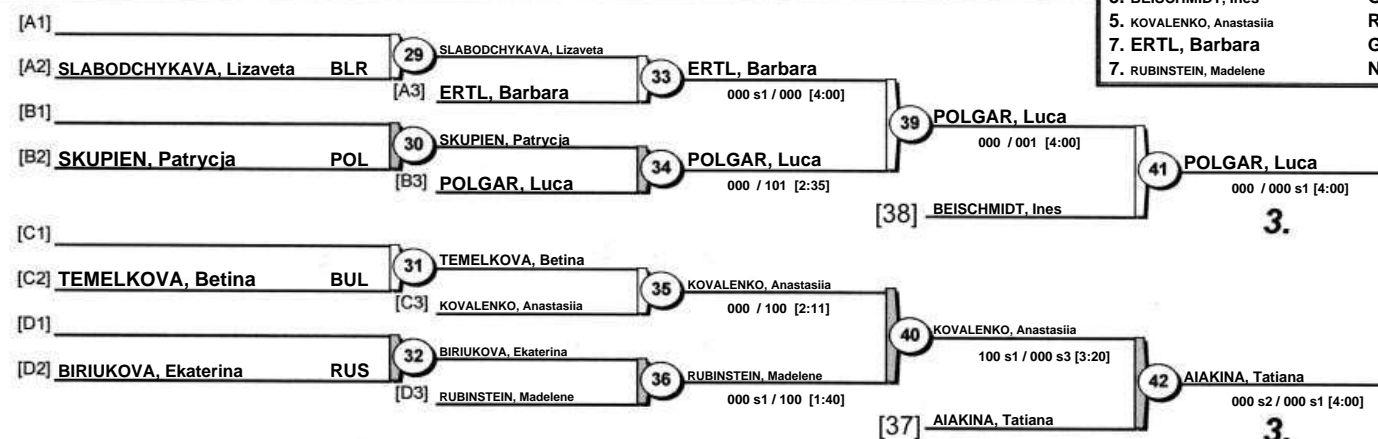 [A1]
[A2] SLABODCHYKAVA, Lizaveta BLR
29
SLABODCHYKAVA, Lizaveta
[A3] ERTL, Barbara
33
ERTL, Barbara
000 s1 / 000 [4:00]
[B1]
[B2] SKUPIEN, Patrycja POL
30
SKUPIEN, Patrycja
[B3] POLGAR, Luca
34
POLGAR, Luca
000 / 101 [2:35]
39
POLGAR, Luca
000 / 001 [4:00]
[38] BEISCHMIDT, Ines
41
POLGAR, Luca
000 / 000 s1 [4:00]
3.
[C1]
[C2] TEMELKOVA, Betina BUL
31
TEMELKOVA, Betina
[C3] KOVALENKO, Anastasiia
35
KOVALENKO, Anastasiia
000 / 100 [2:11]
[D1]
[D2] BIRIUKOVA, Ekaterina RUS
32
BIRIUKOVA, Ekaterina
[D3] RUBINSTEIN, Madelene
36
RUBINSTEIN, Madelene
000 s1 / 100 [1:40]
40
KOVALENKO, Anastasiia
100 s1 / 000 s3 [3:20]
[37] AIAKINA, Tatiana
42
AIAKINA, Tatiana
000 s2 / 000 s1 [4:00]
3.
BEISCHMIDT, Ines
5. KOVALENKO, Anastasiia R
7. ERTL, Barbara G
7. RUBINSTEIN, Madelene N